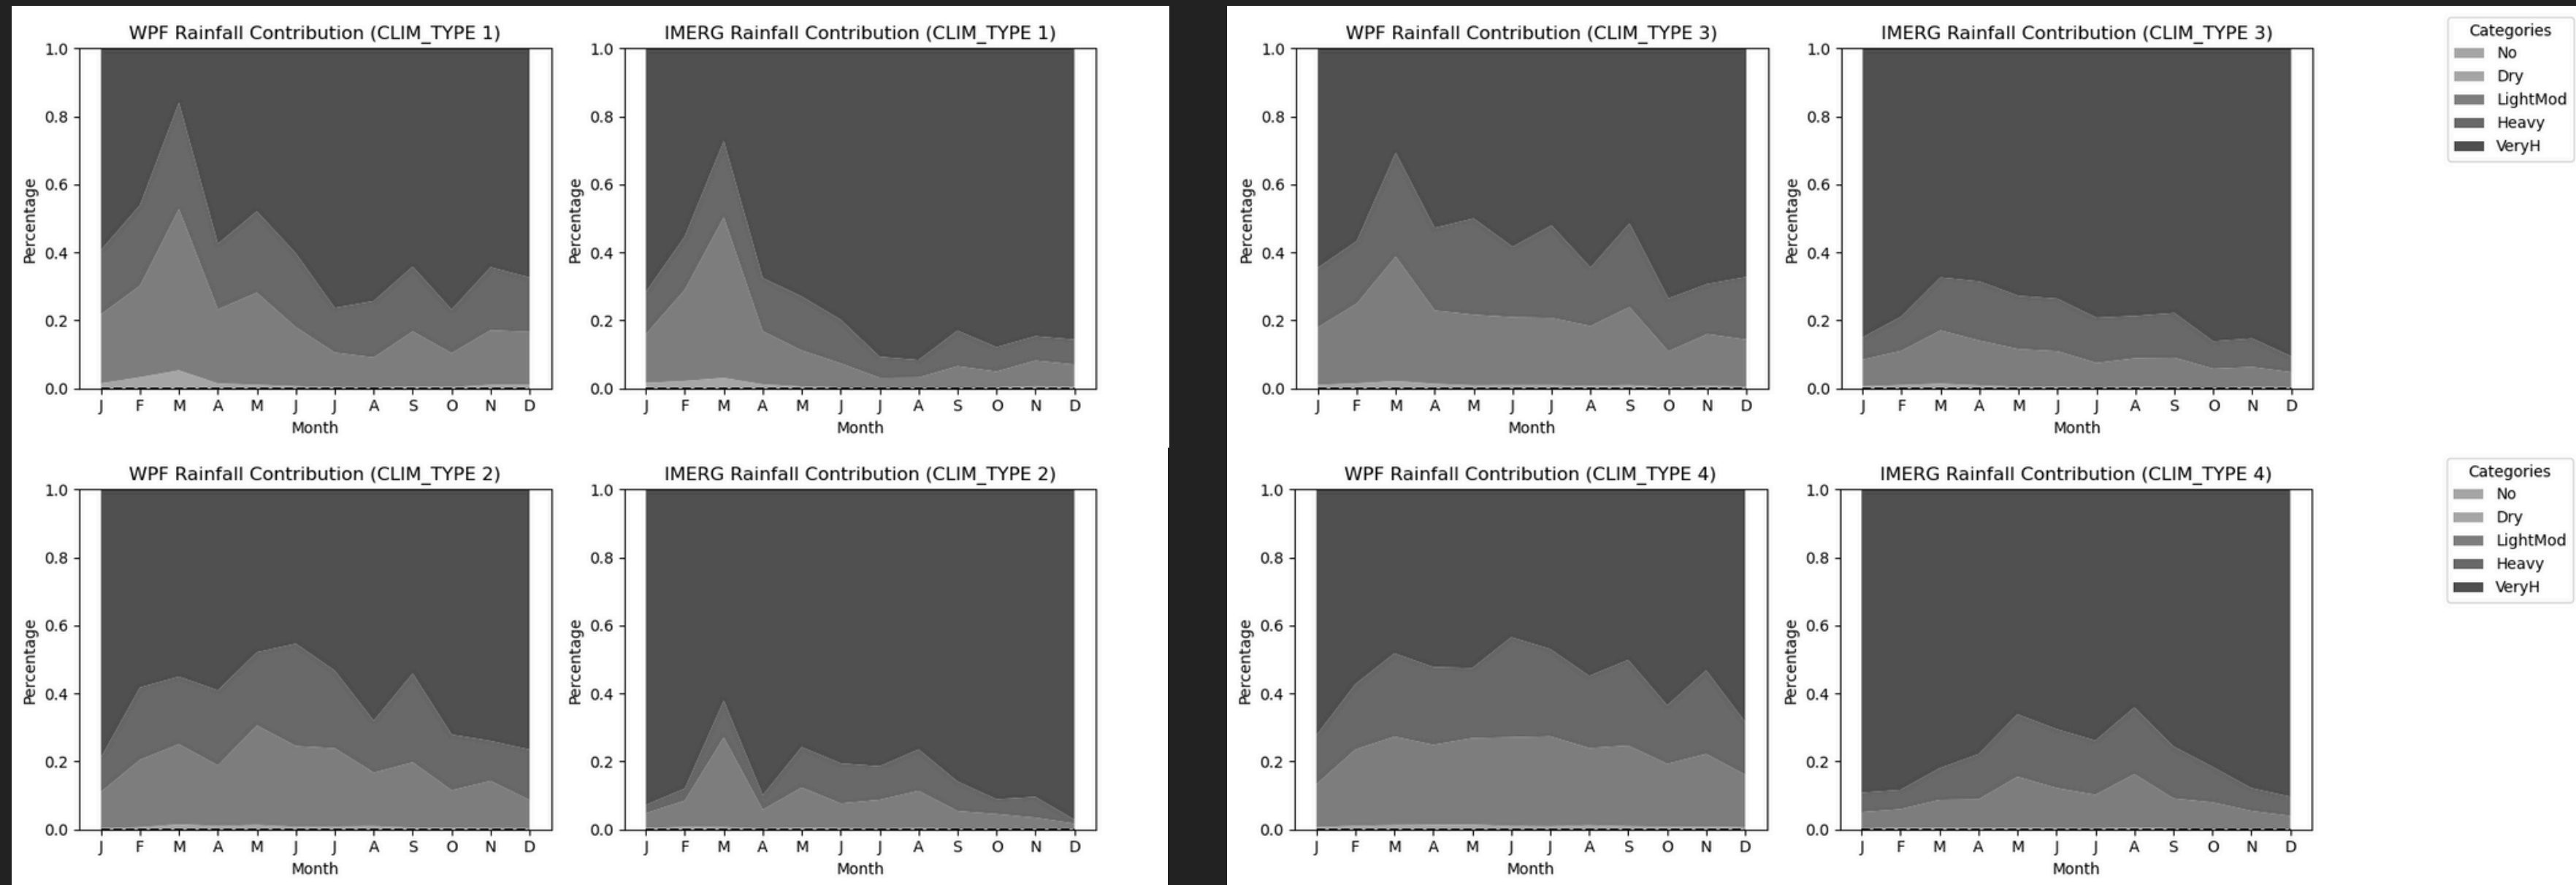 WPF Rainfall Contribution (CLIM_TYPE 1)
Percentage
1.0
0.8
0.6
0.4
0.2
0.0
J F M A M J J A S O N D
Month
IMERG Rainfall Contribution (CLIM_TYPE 1)
Percentage
1.0
0.8
0.6
0.4
0.2
0.0
J F M A M J J A S O N D
Month
WPF Rainfall Contribution (CLIM_TYPE 3)
Percentage
1.0
0.8
0.6
0.4
0.2
0.0
J F M A M J J A S O N D
Month
IMERG Rainfall Contribution (CLIM_TYPE 3)
Percentage
1.0
0.8
0.6
0.4
0.2
0.0
J F M A M J J A S O N D
Month
Categories
No
Dry
LightMod
Heavy
VeryH
WPF Rainfall Contribution (CLIM_TYPE 2)
Percentage
1.0
0.8
0.6
0.4
0.2
0.0
J F M A M J J A S O N D
Month
IMERG Rainfall Contribution (CLIM_TYPE 2)
Percentage
1.0
0.8
0.6
0.4
0.2
0.0
J F M A M J J A S O N D
Month
WPF Rainfall Contribution (CLIM_TYPE 4)
Percentage
1.0
0.8
0.6
0.4
0.2
0.0
J F M A M J J A S O N D
Month
IMERG Rainfall Contribution (CLIM_TYPE 4)
Percentage
1.0
0.8
0.6
0.4
0.2
0.0
J F M A M J J A S O N D
Month
Categories
No
Dry
LightMod
Heavy
VeryH